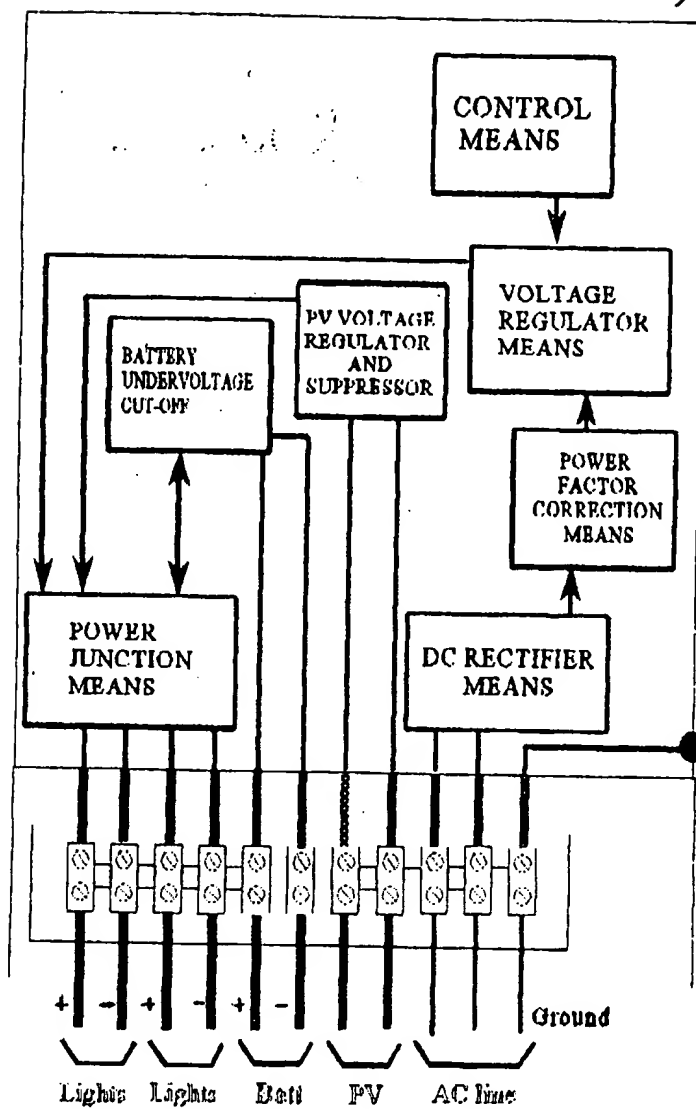 CONTROL
MEANS
VOLTAGE
REGULATOR
MEANS
PV VOLTAGE
REGULATOR
AND
SUPPRESSOR
BATTERY
UNDERVOLTAGE
CUT-OFF
POWER
FACTOR
CORRECTION
MEANS
POWER
JUNCTION
MEANS
DC RECTIFIER
MEANS
+ - + - + -
Ground
Lights Lights Batt PV AC line